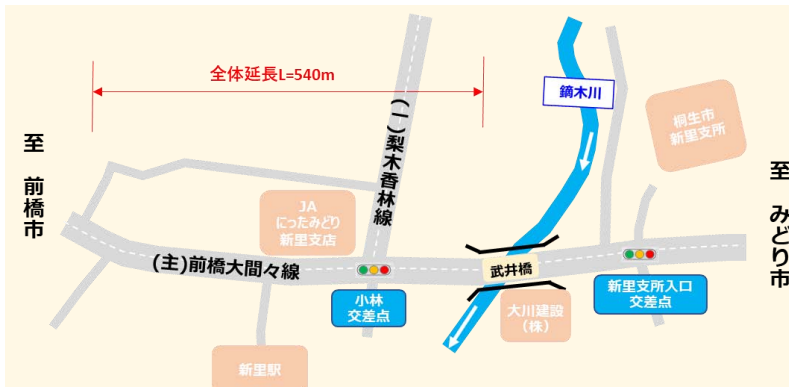 全体延長L=540m
鏑木川
桐生市
新里支所
至 前橋市
(一)梨木香林線
至 みどり市
JA
にったみどり
新里支店
(主)前橋大間々線
武井橋
小林
交差点
新里支所入口
交差点
大川建設
(株)
新里駅